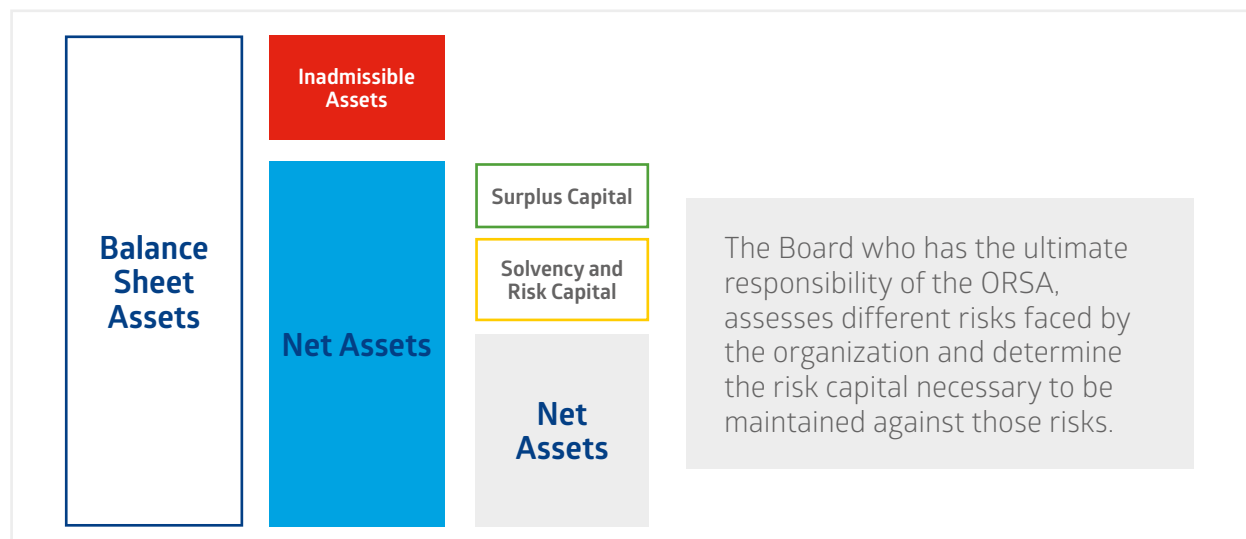 Inadmissible
Assets
Surplus Capital
Balance
Sheet
Assets
Solvency and
Risk Capital
Net Assets
Net
Assets
The Board who has the ultimate
responsibility of the ORSA,
assesses different risks faced by
the organization and determine
the risk capital necessary to be
maintained against those risks.